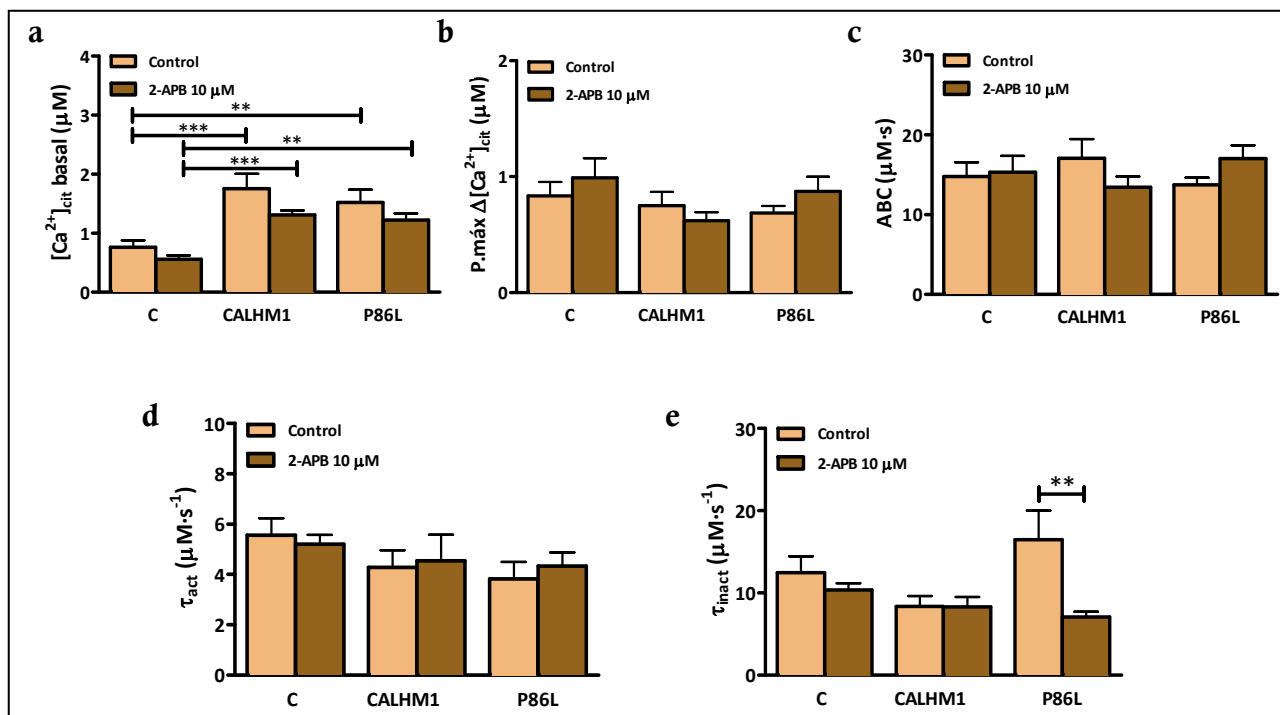 a
[Ca²⁺]cit basal (µM)
4
3
2
1
0
Control
2-APB 10 µM
**
***
**
***
C CALHM1 P86L
b
P.máx Δ[Ca²⁺]cit (µM)
2
1
0
Control
2-APB 10 µM
C CALHM1 P86L
c
ABC (µM·s)
30
20
10
0
Control
2-APB 10 µM
C CALHM1 P86L
d
τact (µM·s⁻¹)
10
8
6
4
2
0
Control
2-APB 10 µM
C CALHM1 P86L
e
τinact (µM·s⁻¹)
30
20
10
0
Control
2-APB 10 µM
**
C CALHM1 P86L